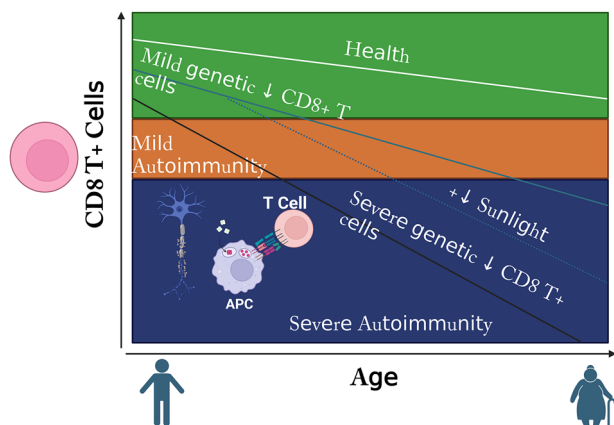 Health
Mild genetic ↓ CD8+ T
cells
CD8 T+ Cells
Mild
Autoimmunity
+↓ Sunlight
Severe genetic ↓ CD8 T+
cells
T Cell
APC
Severe Autoimmunity
Age